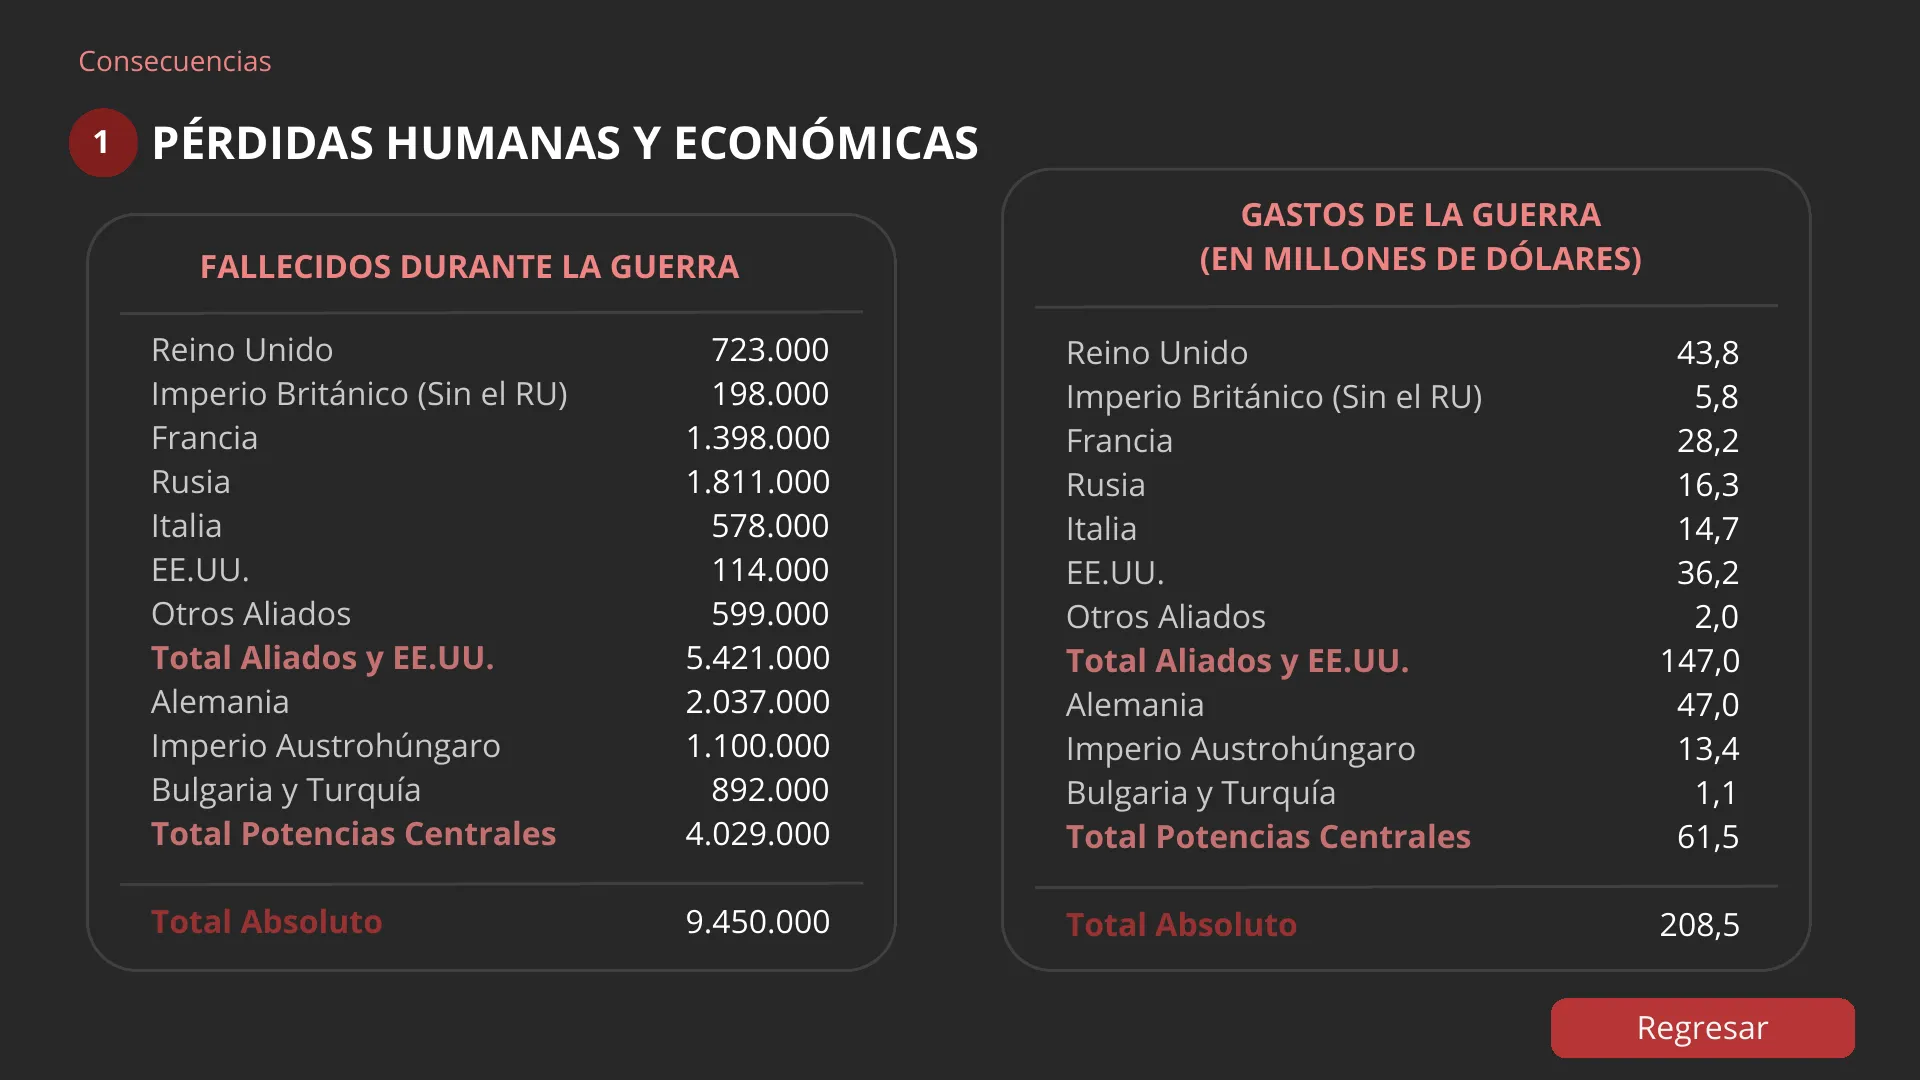 Consecuencias
1 PÉRDIDAS HUMANAS Y ECONÓMICAS
FALLECIDOS DURANTE LA GUERRA
Reino Unido 723.000
Imperio Británico (Sin el RU) 198.000
Francia 1.398.000
Rusia 1.811.000
Italia 578.000
EE.UU. 114.000
Otros Aliados 599.000
Total Aliados y EE.UU. 5.421.000
Alemania 2.037.000
Imperio Austrohúngaro 1.100.000
Bulgaria y Turquía 892.000
Total Potencias Centrales 4.029.000
Total Absoluto 9.450.000
GASTOS DE LA GUERRA
(EN MILLONES DE DÓLARES)
Reino Unido 43,8
Imperio Británico (Sin el RU) 5,8
Francia 28,2
Rusia 16,3
Italia 14,7
EE.UU. 36,2
Otros Aliados 2,0
Total Aliados y EE.UU. 147,0
Alemania 47,0
Imperio Austrohúngaro 13,4
Bulgaria y Turquía 1,1
Total Potencias Centrales 61,5
Total Absoluto 208,5
Regresar